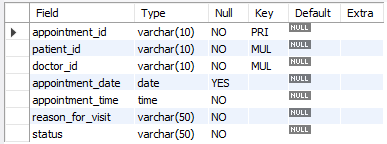 Field Type Null Key Default Extra
appointment_id varchar(10) NO PRI NULL
patient_id varchar(10) NO MUL NULL
doctor_id varchar(10) NO MUL NULL
appointment_date date YES NULL
appointment_time time NO NULL
reason_for_visit varchar(50) NO NULL
status varchar(50) NO NULL